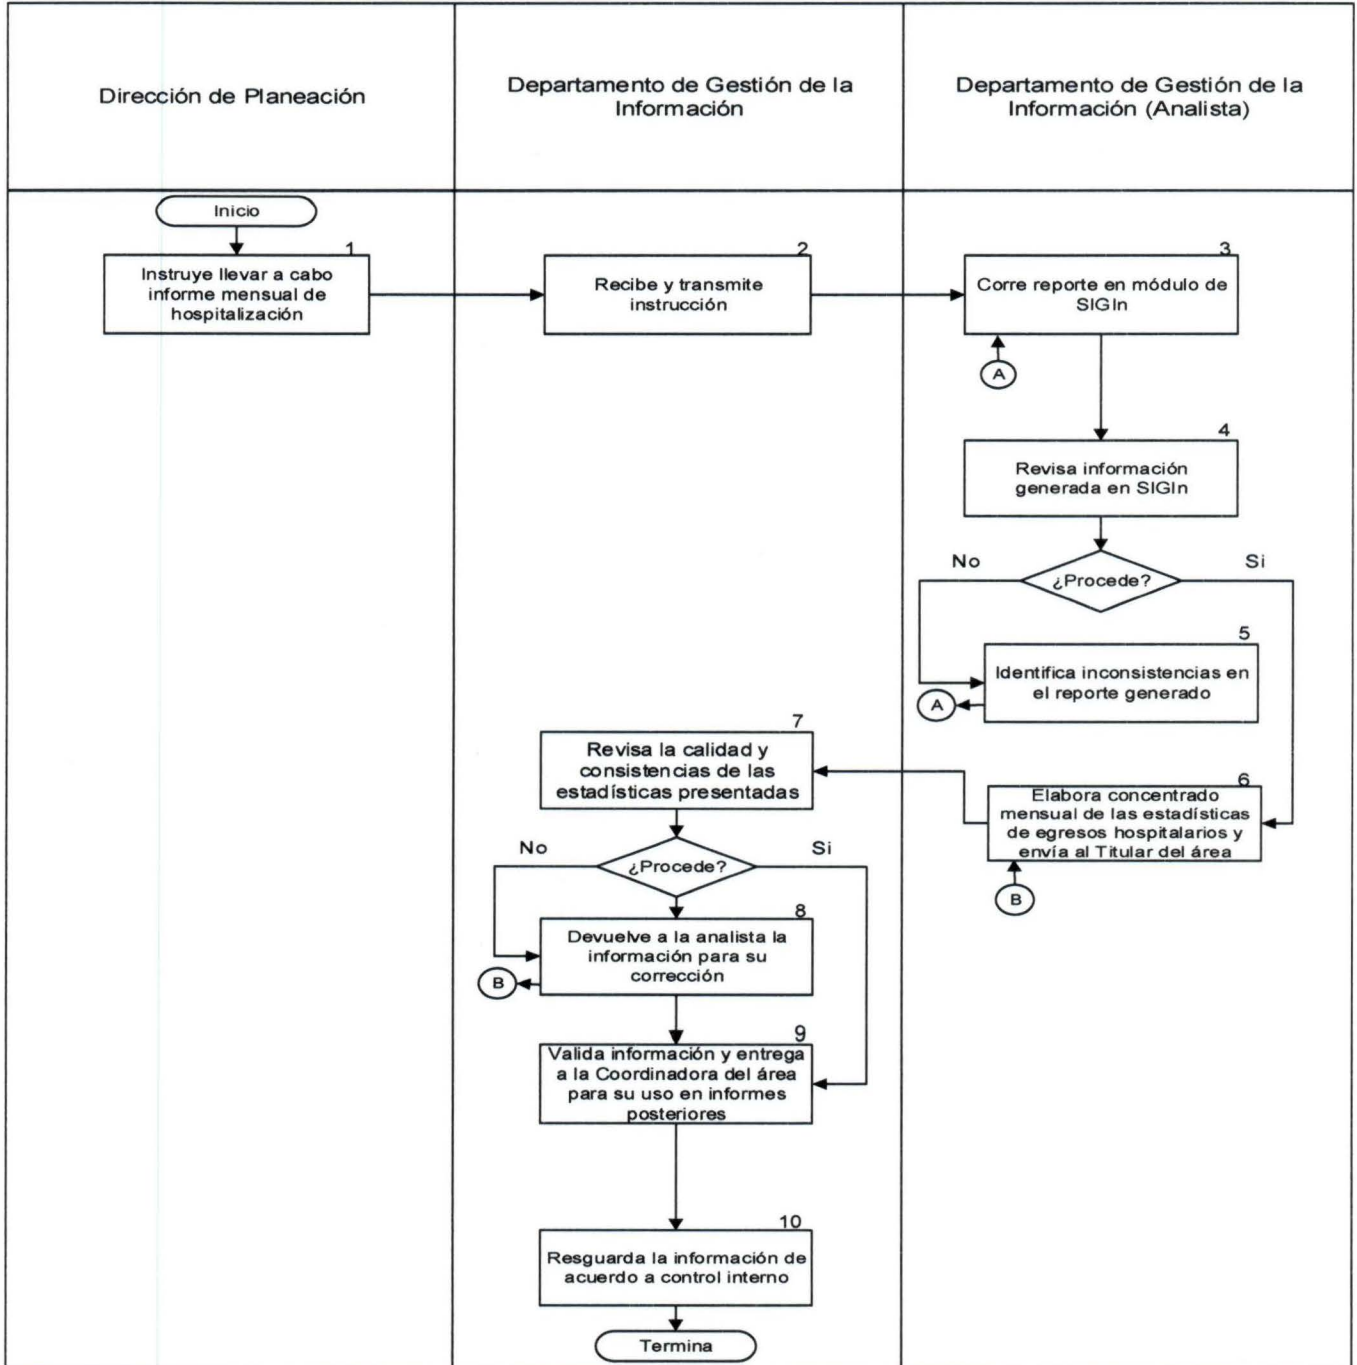 Dirección de Planeación
Departamento de Gestión de la
Información
Departamento de Gestión de la
Información (Analista)
Inicio
1
Instruye llevar a cabo
informe mensual de
hospitalización
2
Recibe y transmite
instrucción
3
Corre reporte en módulo de
SIGIn
A
4
Revisa información
generada en SIGIn
No
¿Procede?
Si
5
Identifica inconsistencias en
el reporte generado
A
6
Elabora concentrado
mensual de las estadísticas
de egresos hospitalarios y
envía al Titular del área
B
7
Revisa la calidad y
consistencias de las
estadísticas presentadas
No
¿Procede?
Si
8
Devuelve a la analista la
información para su
corrección
B
9
Valida información y entrega
a la Coordinadora del área
para su uso en informes
posteriores
10
Resguarda la información de
acuerdo a control interno
Termina